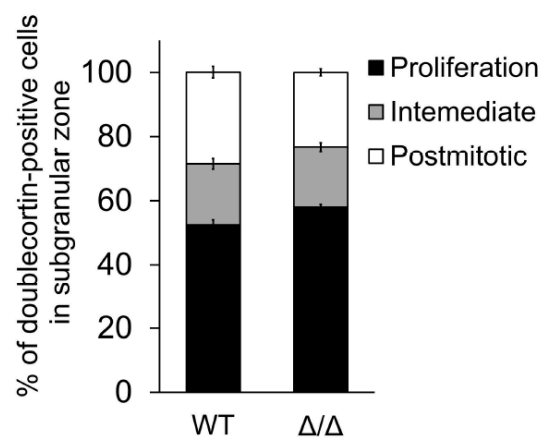 % of doublecortin-positive cells
in subgranular zone
100
80
60
40
20
0
WT
Δ/Δ
Proliferation
Intemediate
Postmitotic